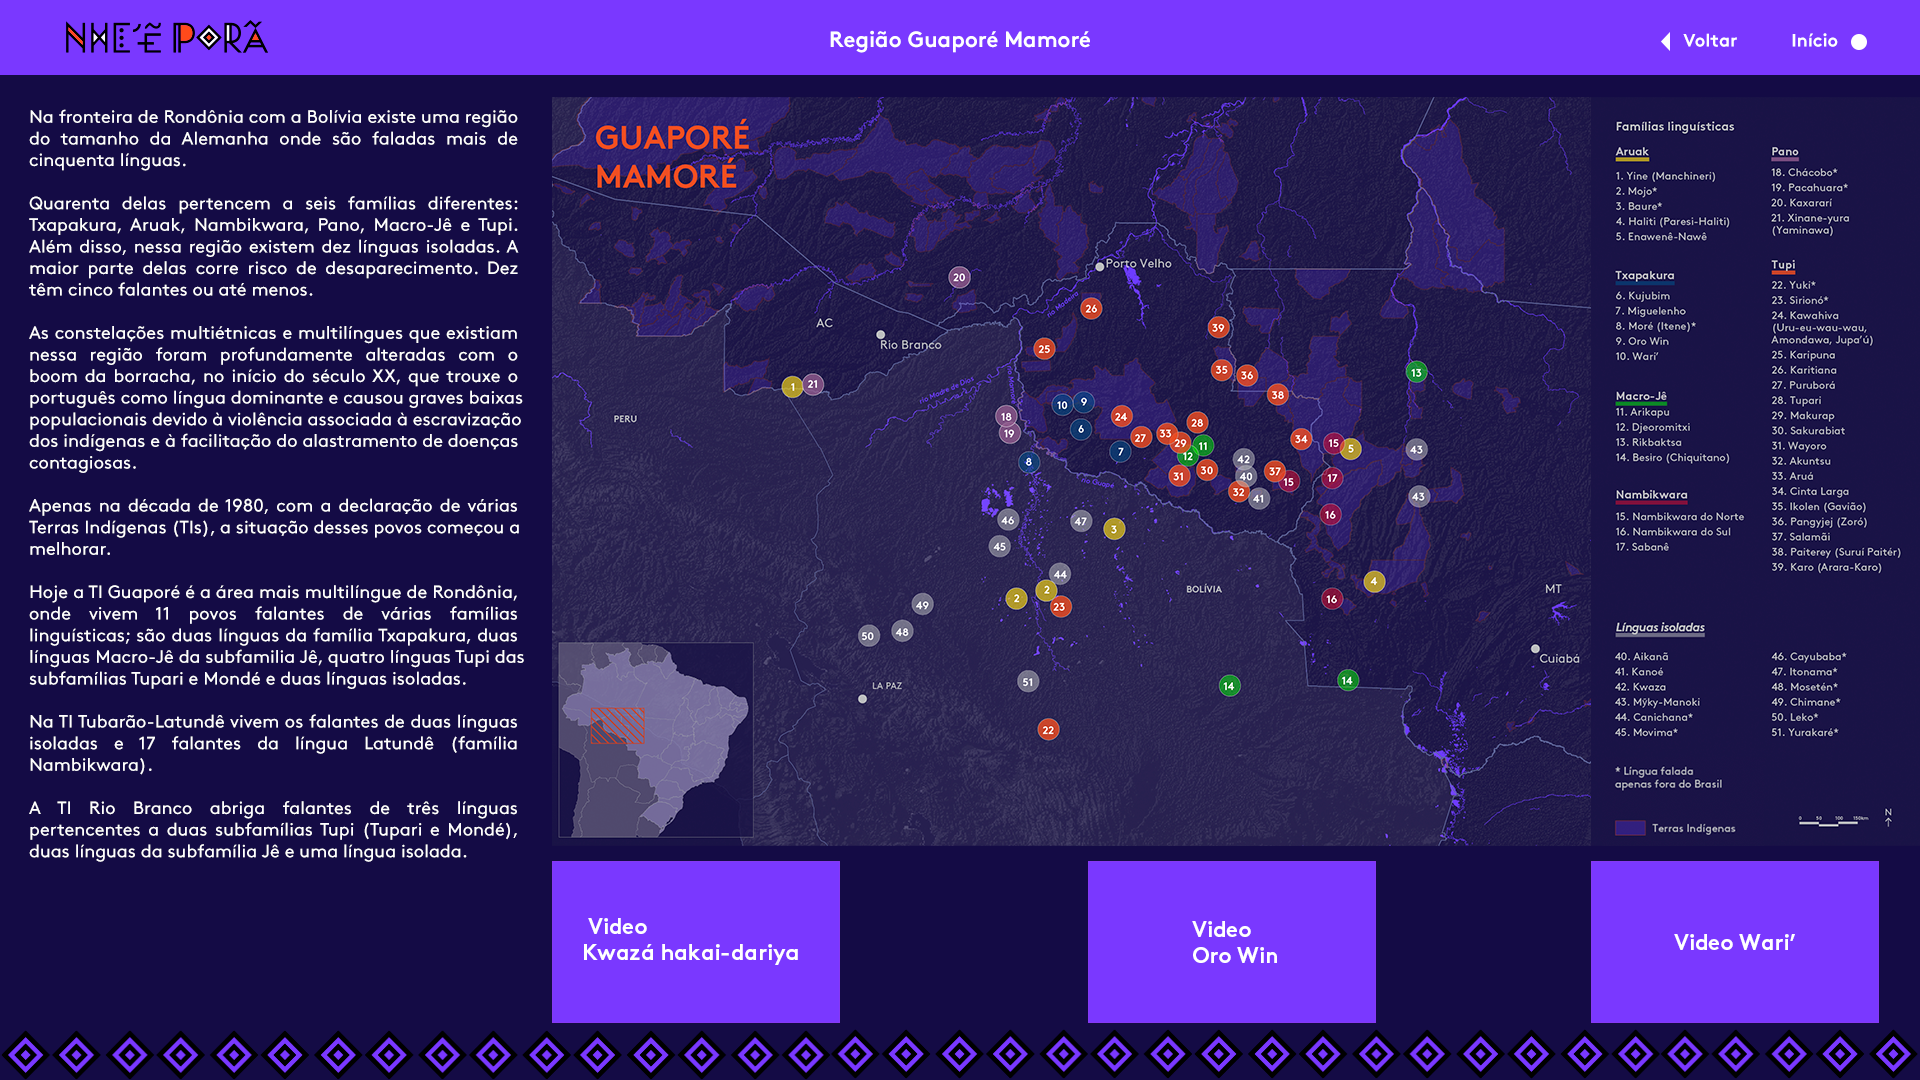 NHE'Ẽ PORÃ
Região Guaporé Mamoré
Voltar
Início
Na fronteira de Rondônia com a Bolívia existe uma região
do tamanho da Alemanha onde são faladas mais de
cinquenta línguas.
Quarenta delas pertencem a seis famílias diferentes:
Txapakura, Aruak, Nambikwara, Pano, Macro-Jê e Tupi.
Além disso, nessa região existem dez línguas isoladas. A
maior parte delas corre risco de desaparecimento. Dez
têm cinco falantes ou até menos.
As constelações multiétnicas e multilíngues que existiam
nessa região foram profundamente alteradas com o
boom da borracha, no início do século XX, que trouxe o
português como língua dominante e causou graves baixas
populacionais devido à violência associada à escravização
dos indígenas e à facilitação do alastramento de doenças
contagiosas.
Apenas na década de 1980, com a declaração de várias
Terras Indígenas (TIs), a situação desses povos começou a
melhorar.
Hoje a TI Guaporé é a área mais multilíngue de Rondônia,
onde vivem 11 povos falantes de várias famílias
linguísticas; são duas línguas da família Txapakura, duas
línguas Macro-Jê da subfamilia Jê, quatro línguas Tupi das
subfamílias Tupari e Mondé e duas línguas isoladas.
Na TI Tubarão-Latundê vivem os falantes de duas línguas
isoladas e 17 falantes da língua Latundê (família
Nambikwara).
A TI Rio Branco abriga falantes de três línguas
pertencentes a duas subfamílias Tupi (Tupari e Mondé),
duas línguas da subfamília Jê e uma língua isolada.
GUAPORÉ
MAMORÉ
Porto Velho
20
rio Madeira
26
39
AC
Rio Branco
25
35
36
13
1
21
rio Madre de Dios
38
PERU
18
19
10
9
6
24
28
27
33
29
11
12
34
15
5
43
7
8
42
31
30
40
37
15
17
32
41
43
rio Guapé
16
46
47
3
45
44
BOLÍVIA
4
MT
2
2
23
16
49
50
48
Cuiabá
51
14
14
LA PAZ
22
Famílias linguísticas
Aruak
1. Yine (Manchineri)
2. Mojo*
3. Baure*
4. Haliti (Paresi-Haliti)
5. Enawenê-Nawê
Txapakura
6. Kujubim
7. Miguelenho
8. Moré (Itene)*
9. Oro Win
10. Wari’
Macro-Jê
11. Arikapu
12. Djeoromitxi
13. Rikbaktsa
14. Besiro (Chiquitano)
Nambikwara
15. Nambikwara do Norte
16. Nambikwara do Sul
17. Sabanê
Pano
18. Chácobo*
19. Pacahuara*
20. Kaxararí
21. Xinane-yura
(Yaminawa)
Tupi
22. Yuki*
23. Sirionó*
24. Kawahiva
(Uru-eu-wau-wau,
Amondawa, Jupa’ú)
25. Karipuna
26. Karitiana
27. Puruborá
28. Tupari
29. Makurap
30. Sakurabiat
31. Wayoro
32. Akuntsu
33. Aruá
34. Cinta Larga
35. Ikolen (Gavião)
36. Pangyjej (Zoró)
37. Salamãi
38. Paiterey (Suruí Paitér)
39. Karo (Arara-Karo)
Línguas isoladas
40. Aikanã
41. Kanoé
42. Kwaza
43. Mỹky-Manoki
44. Canichana*
45. Movima*
46. Cayubaba*
47. Itonama*
48. Mosetén*
49. Chimane*
50. Leko*
51. Yurakaré*
* Língua falada
apenas fora do Brasil
Terras Indígenas
0 50 100 150km
N
Video
Kwazá hakai-dariya
Video
Oro Win
Video Wari’